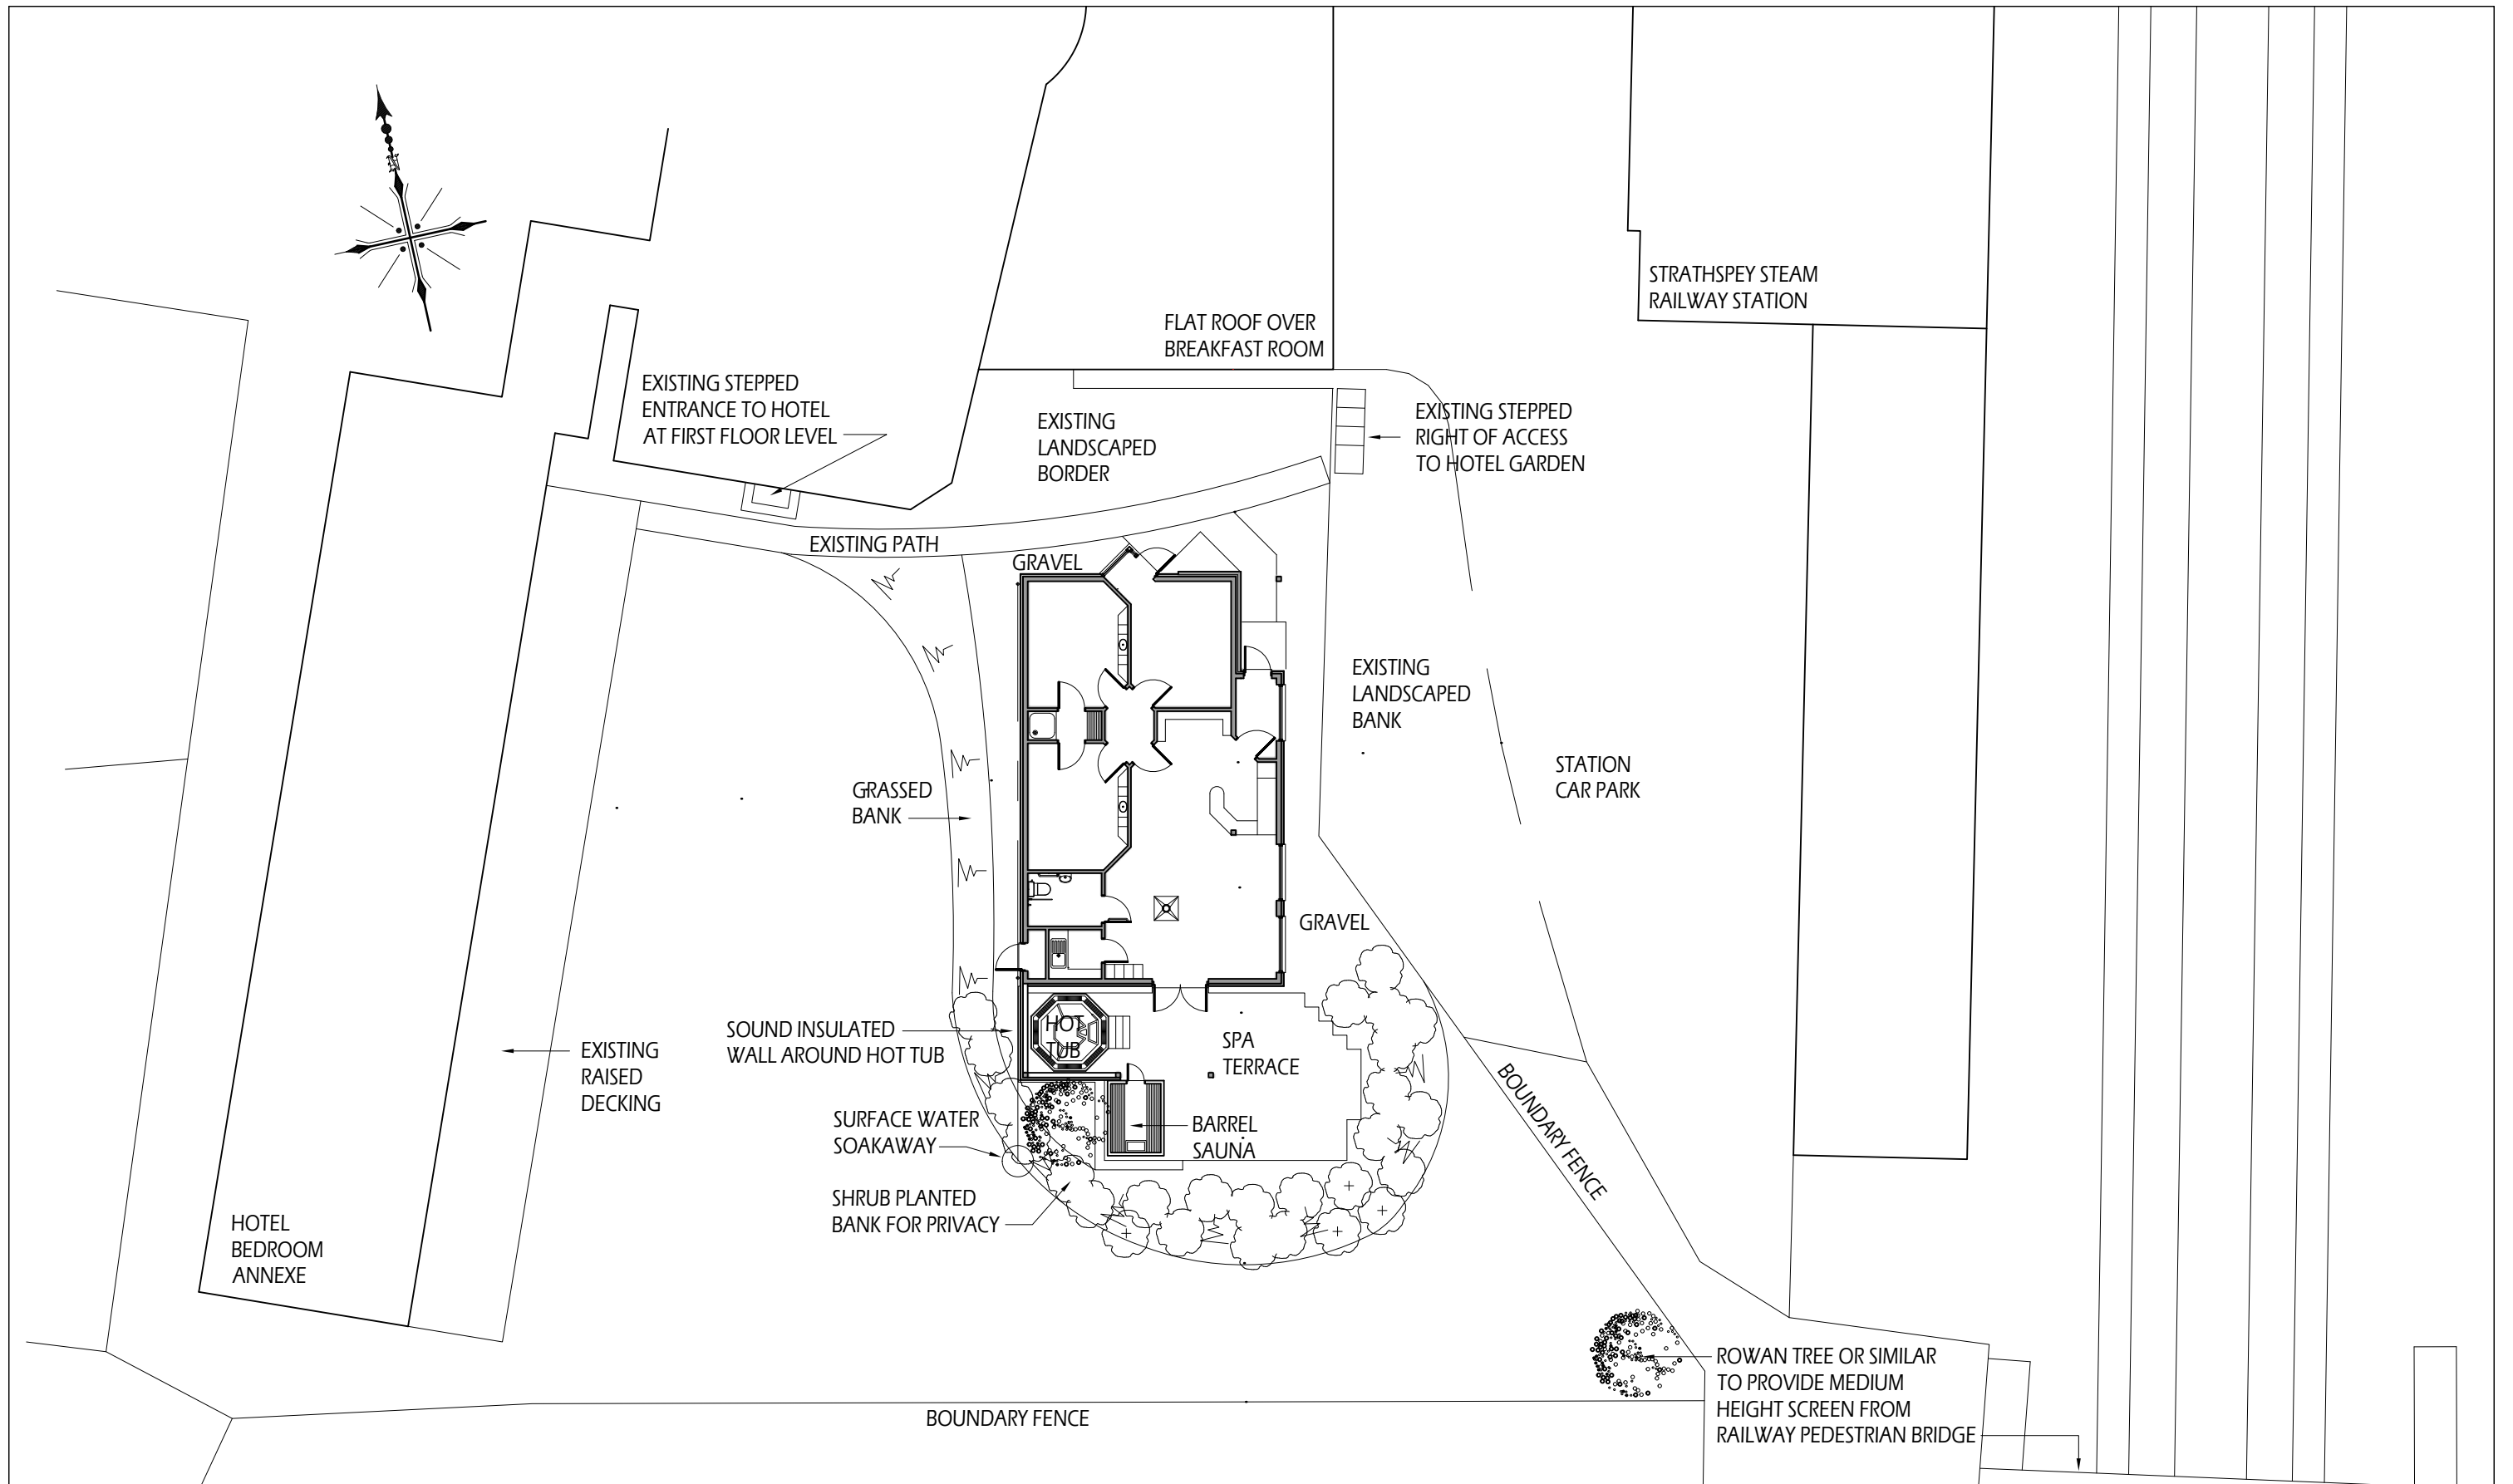 N
STRATHSPEY STEAM
RAILWAY STATION
FLAT ROOF OVER
BREAKFAST ROOM
EXISTING STEPPED
ENTRANCE TO HOTEL
AT FIRST FLOOR LEVEL
EXISTING
LANDSCAPED
BORDER
EXISTING STEPPED
RIGHT OF ACCESS
TO HOTEL GARDEN
EXISTING PATH
GRAVEL
EXISTING
LANDSCAPED
BANK
STATION
CAR PARK
GRASSED
BANK
GRAVEL
SOUND INSULATED
WALL AROUND HOT TUB
HOT
TUB
SPA
TERRACE
EXISTING
RAISED
DECKING
BOUNDARY FENCE
SURFACE WATER
SOAKAWAY
BARREL
SAUNA
SHRUB PLANTED
BANK FOR PRIVACY
HOTEL
BEDROOM
ANNEXE
ROWAN TREE OR SIMILAR
TO PROVIDE MEDIUM
HEIGHT SCREEN FROM
RAILWAY PEDESTRIAN BRIDGE
BOUNDARY FENCE